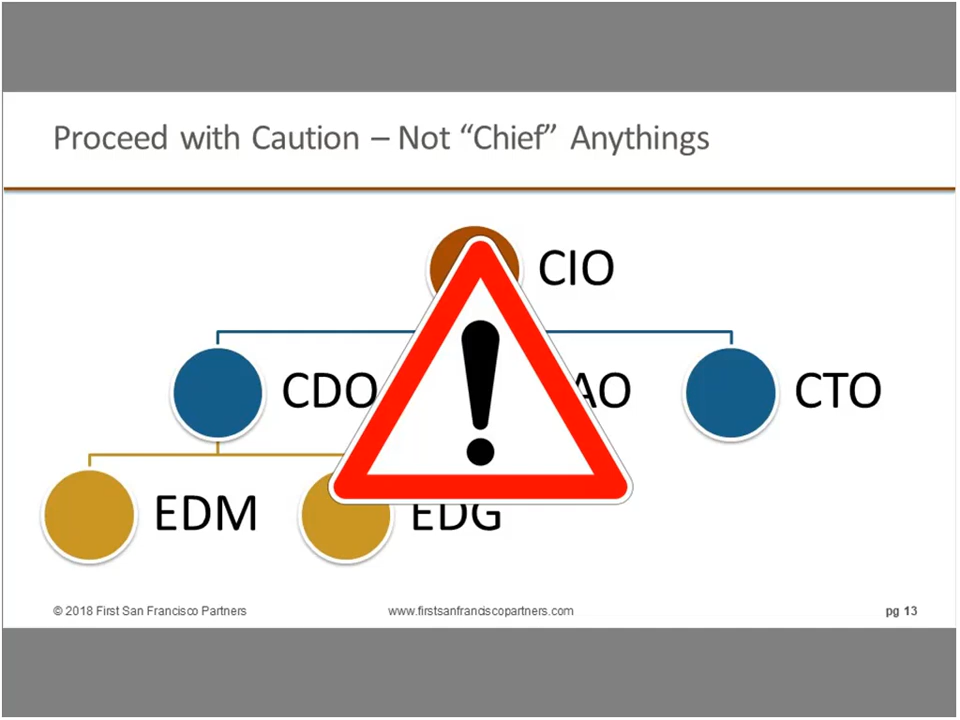 Proceed with Caution – Not “Chief” Anythings
CIO
CDO
AO
CTO
EDM
EDG
© 2018 First San Francisco Partners
www.firstsanfranciscopartners.com
pg 13